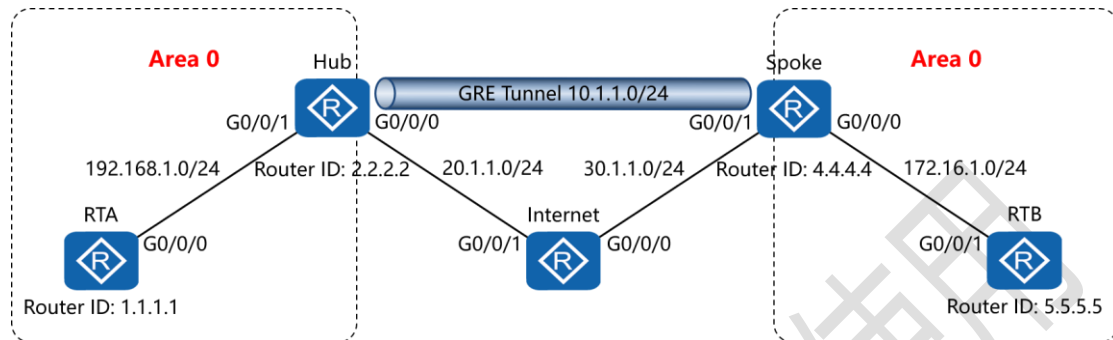 Area 0
Hub
Spoke
Area 0
GRE Tunnel 10.1.1.0/24
G0/0/1
G0/0/0
G0/0/1
G0/0/0
192.168.1.0/24
Router ID: 2.2.2.2
20.1.1.0/24
30.1.1.0/24
Router ID: 4.4.4.4
172.16.1.0/24
RTA
Internet
RTB
G0/0/0
G0/0/1
G0/0/0
G0/0/1
R
R
R
R
R
Router ID: 1.1.1.1
Router ID: 5.5.5.5
使用